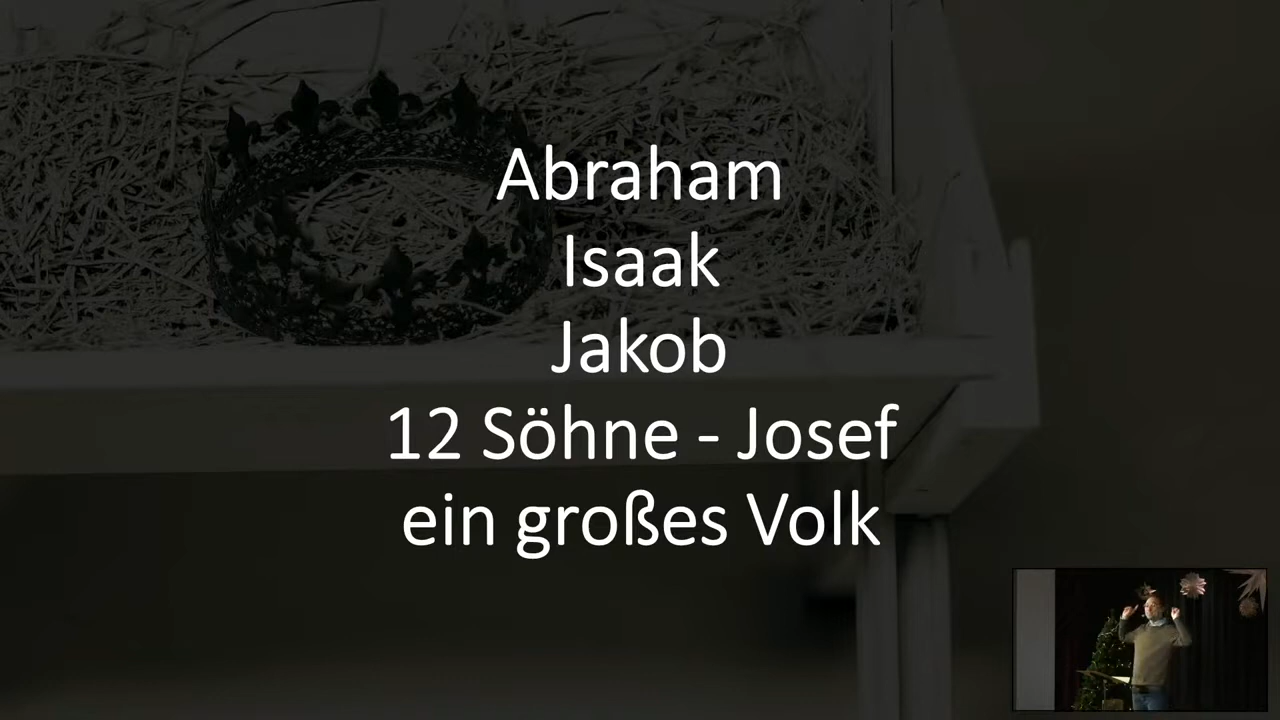 Abraham
Isaak
Jakob
12 Söhne - Josef
ein großes Volk